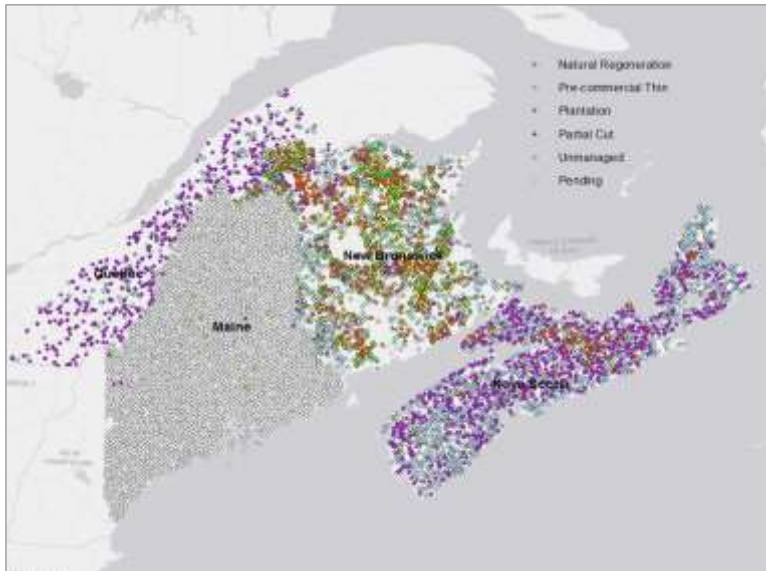 Natural Regeneration
Pre-commercial Thin
Plantation
Partial Cut
Unmanaged
Pending
New Brunswick
Quebec
Maine
Nova Scotia